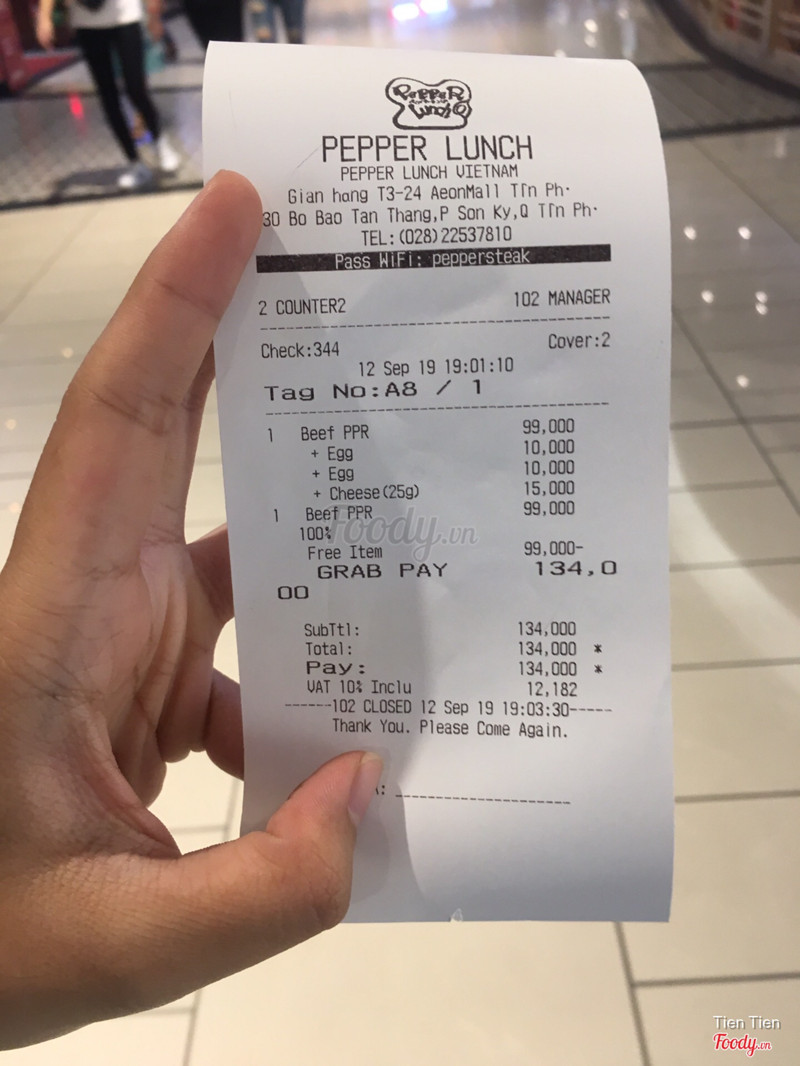 PEPPER Lunch
PEPPER LUNCH
PEPPER LUNCH VIETNAM
Gian hang T3-24 AeonMall Tân Ph.
30 Bo Bao Tan Thang,P Son Ky,Q Tân Ph.
TEL:(028)22537810
Pass WiFi: peppersteak
2 COUNTER2 102 MANAGER
Check:344 Cover:2
12 Sep 19 19:01:10
Tag No:A8 / 1
1 Beef PPR 99,000
+ Egg 10,000
+ Egg 10,000
+ Cheese(25g) 15,000
1 Beef PPR 99,000
100%
Free Item 99,000-
GRAB PAY 134,0
00
SubTtl: 134,000
Total: 134,000 *
Pay: 134,000 *
VAT 10% Inclu 12,182
------102 CLOSED 12 Sep 19 19:03:30-----
Thank You. Please Come Again.
Foody.vn
Tien Tien
Foody.vn